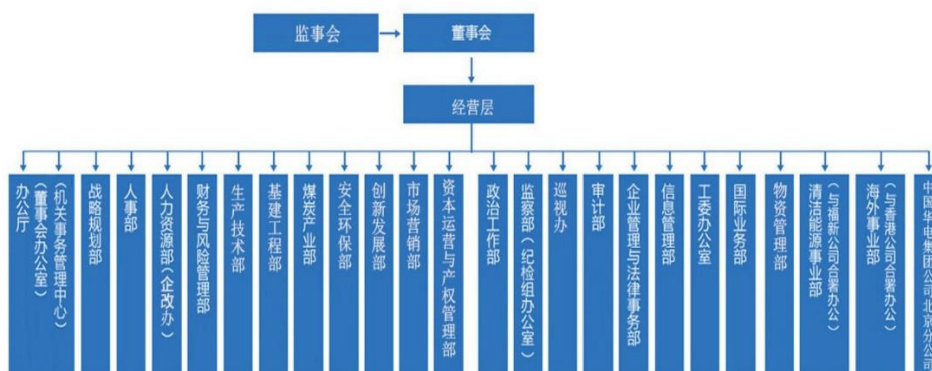 监事会
董事会
经营层
办公厅
（董事会办公室）
（机关事务管理中心）
战略规划部
人事部
人力资源部（企改办）
财务与风险管理部
生产技术部
基建工程部
煤炭产业部
安全环保部
创新发展部
市场营销部
资本运营与产权管理部
政治工作部
监察部（纪检组办公室）
巡视办
审计部
企业管理与法律事务部
信息管理部
工委办公室
国际业务部
物资管理部
清洁能源事业部
（与福新公司合署办公）
海外事业部
（与香港公司合署办公）
中国华电集团公司北京分公司